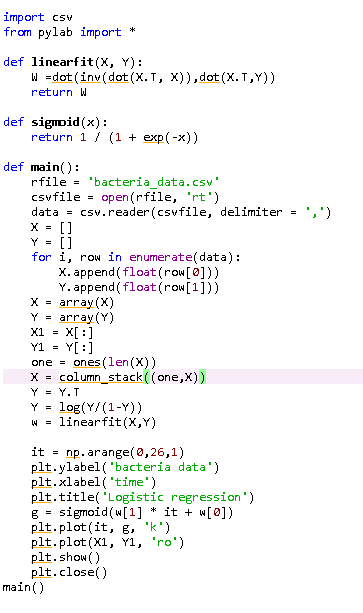 import csv
from pylab import *
def linearfit(X, Y):
W =dot(inv(dot(X.T, X)),dot(X.T,Y))
return W
def sigmoid(x):
return 1 / (1 + exp(-x))
def main():
rfile = 'bacteria_data.csv'
csvfile = open(rfile, 'rt')
data = csv.reader(csvfile, delimiter = ',')
X = []
Y = []
for i, row in enumerate(data):
X.append(float(row[0]))
Y.append(float(row[1]))
X = array(X)
Y = array(Y)
X1 = X[:]
Y1 = Y[:]
one = ones(len(X))
X = column_stack((one,X))
Y = Y.T
Y = log(Y/(1-Y))
w = linearfit(X,Y)
it = np.arange(0,26,1)
plt.ylabel('bacteria data')
plt.xlabel('time')
plt.title('Logistic regression')
g = sigmoid(w[1] * it + w[0])
plt.plot(it, g, 'k')
plt.plot(X1, Y1, 'ro')
plt.show()
plt.close()
main()